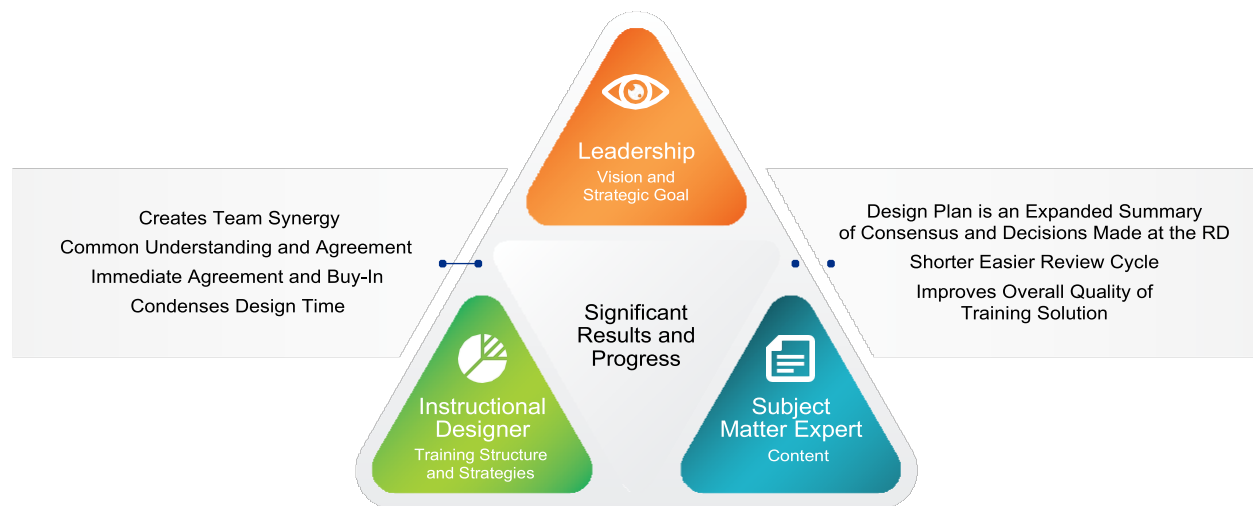 Leadership
Vision and
Strategic Goal
Creates Team Synergy
Common Understanding and Agreement
Immediate Agreement and Buy-In
Condenses Design Time
Design Plan is an Expanded Summary
of Consensus and Decisions Made at the RD
Shorter Easier Review Cycle
Improves Overall Quality of
Training Solution
Significant
Results and
Progress
Instructional
Designer
Training Structure
and Strategies
Subject
Matter Expert
Content